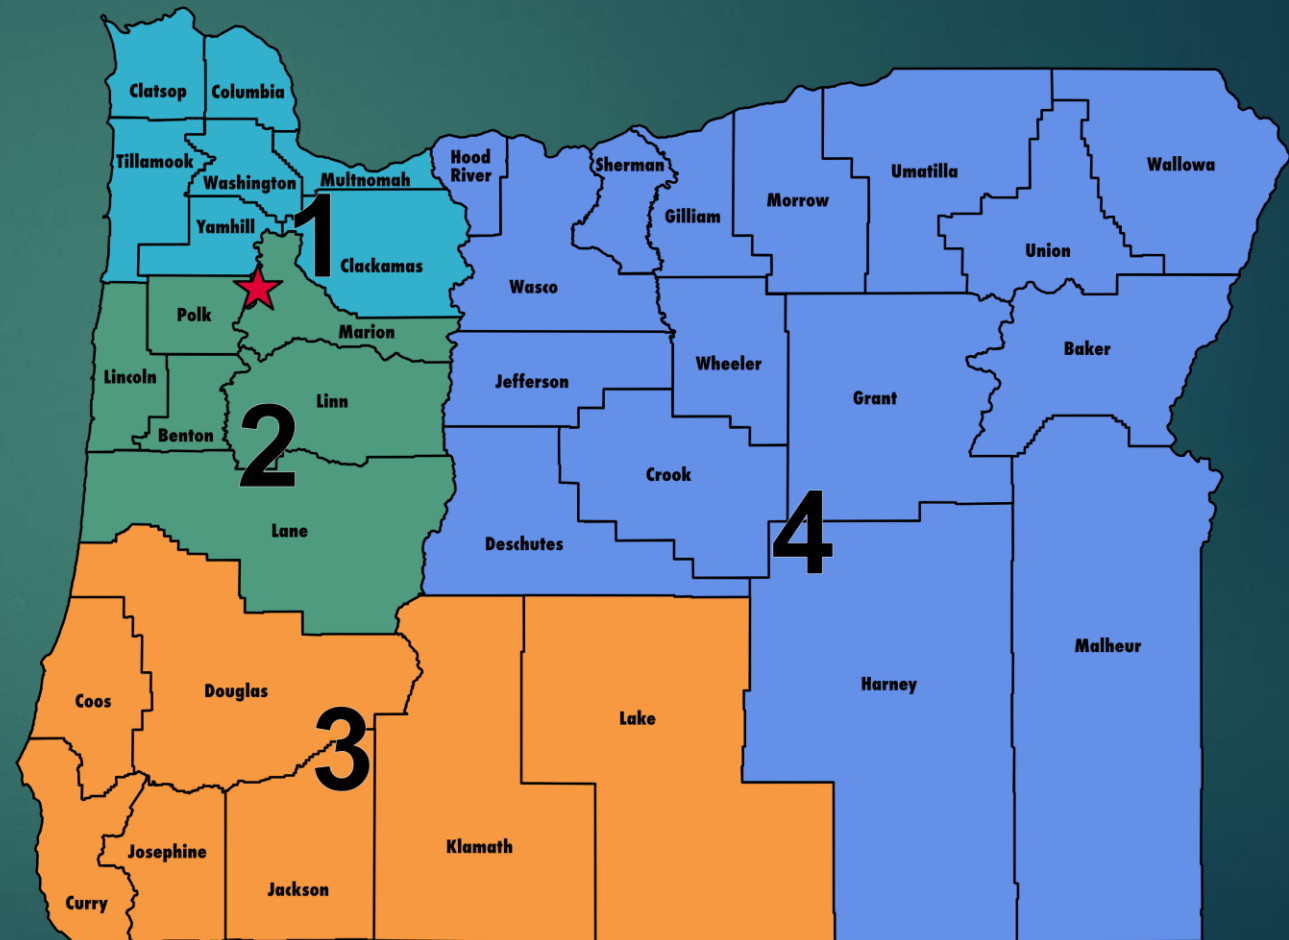 Clatsop
Columbia
Tillamook
Washington
Multnomah
Yamhill
1
Clackamas
Hood
River
Sherman
Gilliam
Morrow
Umatilla
Wallowa
Union
Wasco
Polk
Marion
Lincoln
Linn
Benton
2
Lane
Jefferson
Wheeler
Grant
Baker
Crook
Deschutes
4
Harney
Malheur
Coos
Douglas
3
Lake
Klamath
Josephine
Jackson
Curry